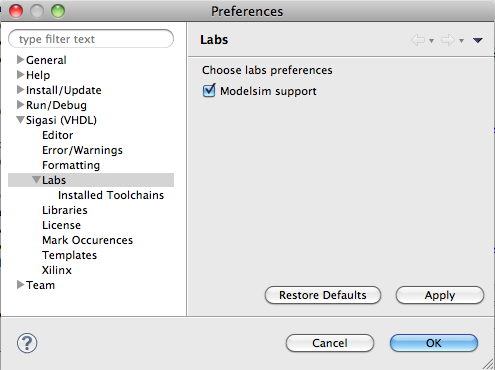 Preferences
type filter text
General
Help
Install/Update
Run/Debug
Sigasi (VHDL)
Editor
Error/Warnings
Formatting
Labs
Installed Toolchains
Libraries
License
Mark Occurences
Templates
Xilinx
Team
Labs
Choose labs preferences
Modelsim support
Restore Defaults
Apply
?
Cancel
OK